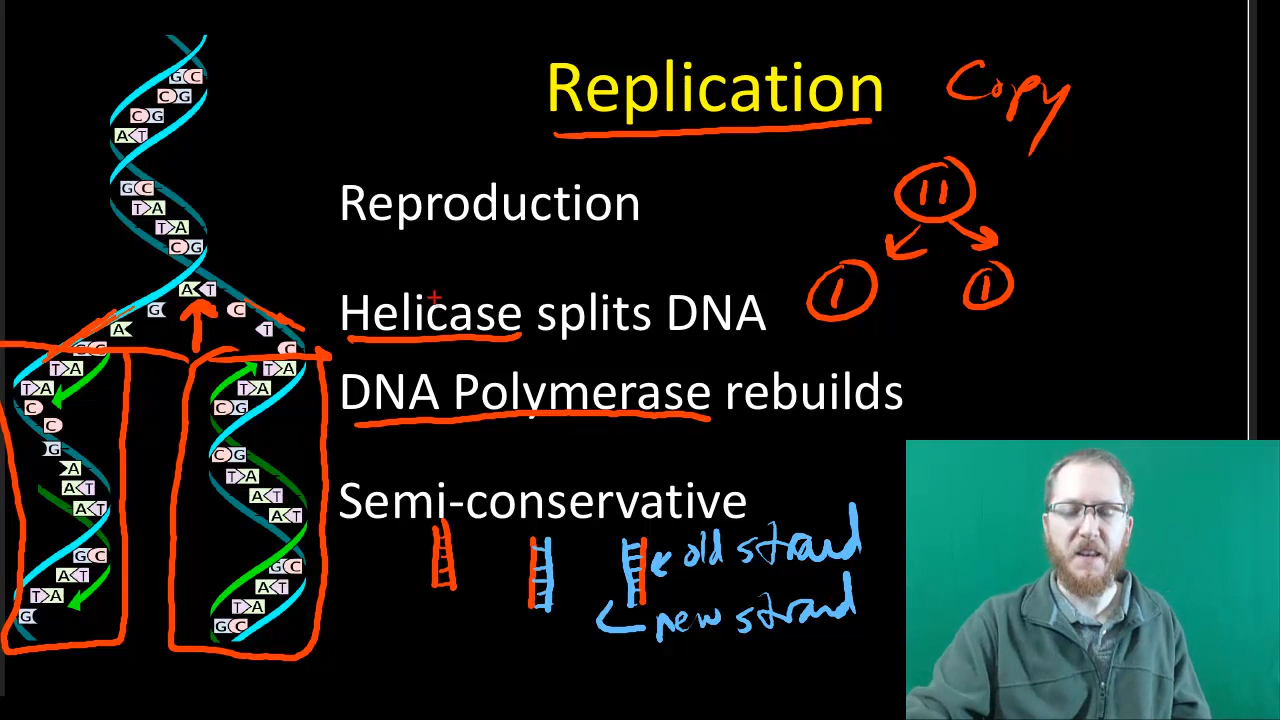 Replication
Copy
Reproduction
Helicase splits DNA
DNA Polymerase rebuilds
Semi-conservative
old strand
new strand
G C
C G
C G
A T
G C
T A
T A
C G
A T
G C
A T
C
T A
T A
T A
T A
C C G
C
G C G
A T A
A T A T
A T A T
G C G C
A T A T
T A T A
G G C